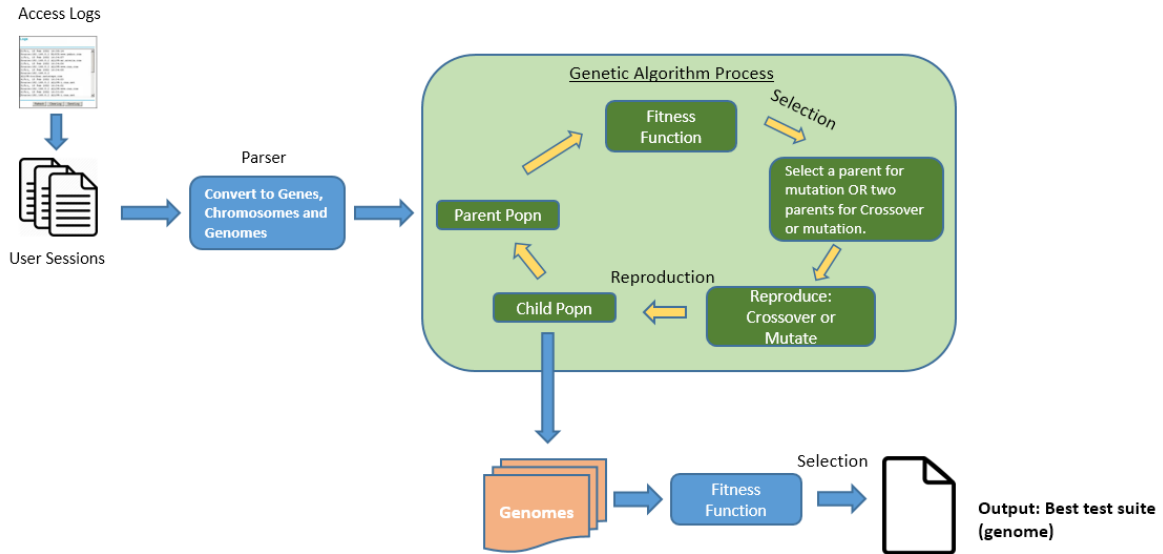 Access Logs
User Sessions
Parser
Convert to Genes,
Chromosomes and
Genomes
Genetic Algorithm Process
Parent Popn
Fitness
Function
Selection
Select a parent for
mutation OR two
parents for Crossover
or mutation.
Reproduce:
Crossover or
Mutate
Reproduction
Child Popn
Genomes
Fitness
Function
Selection
Output: Best test suite
(genome)